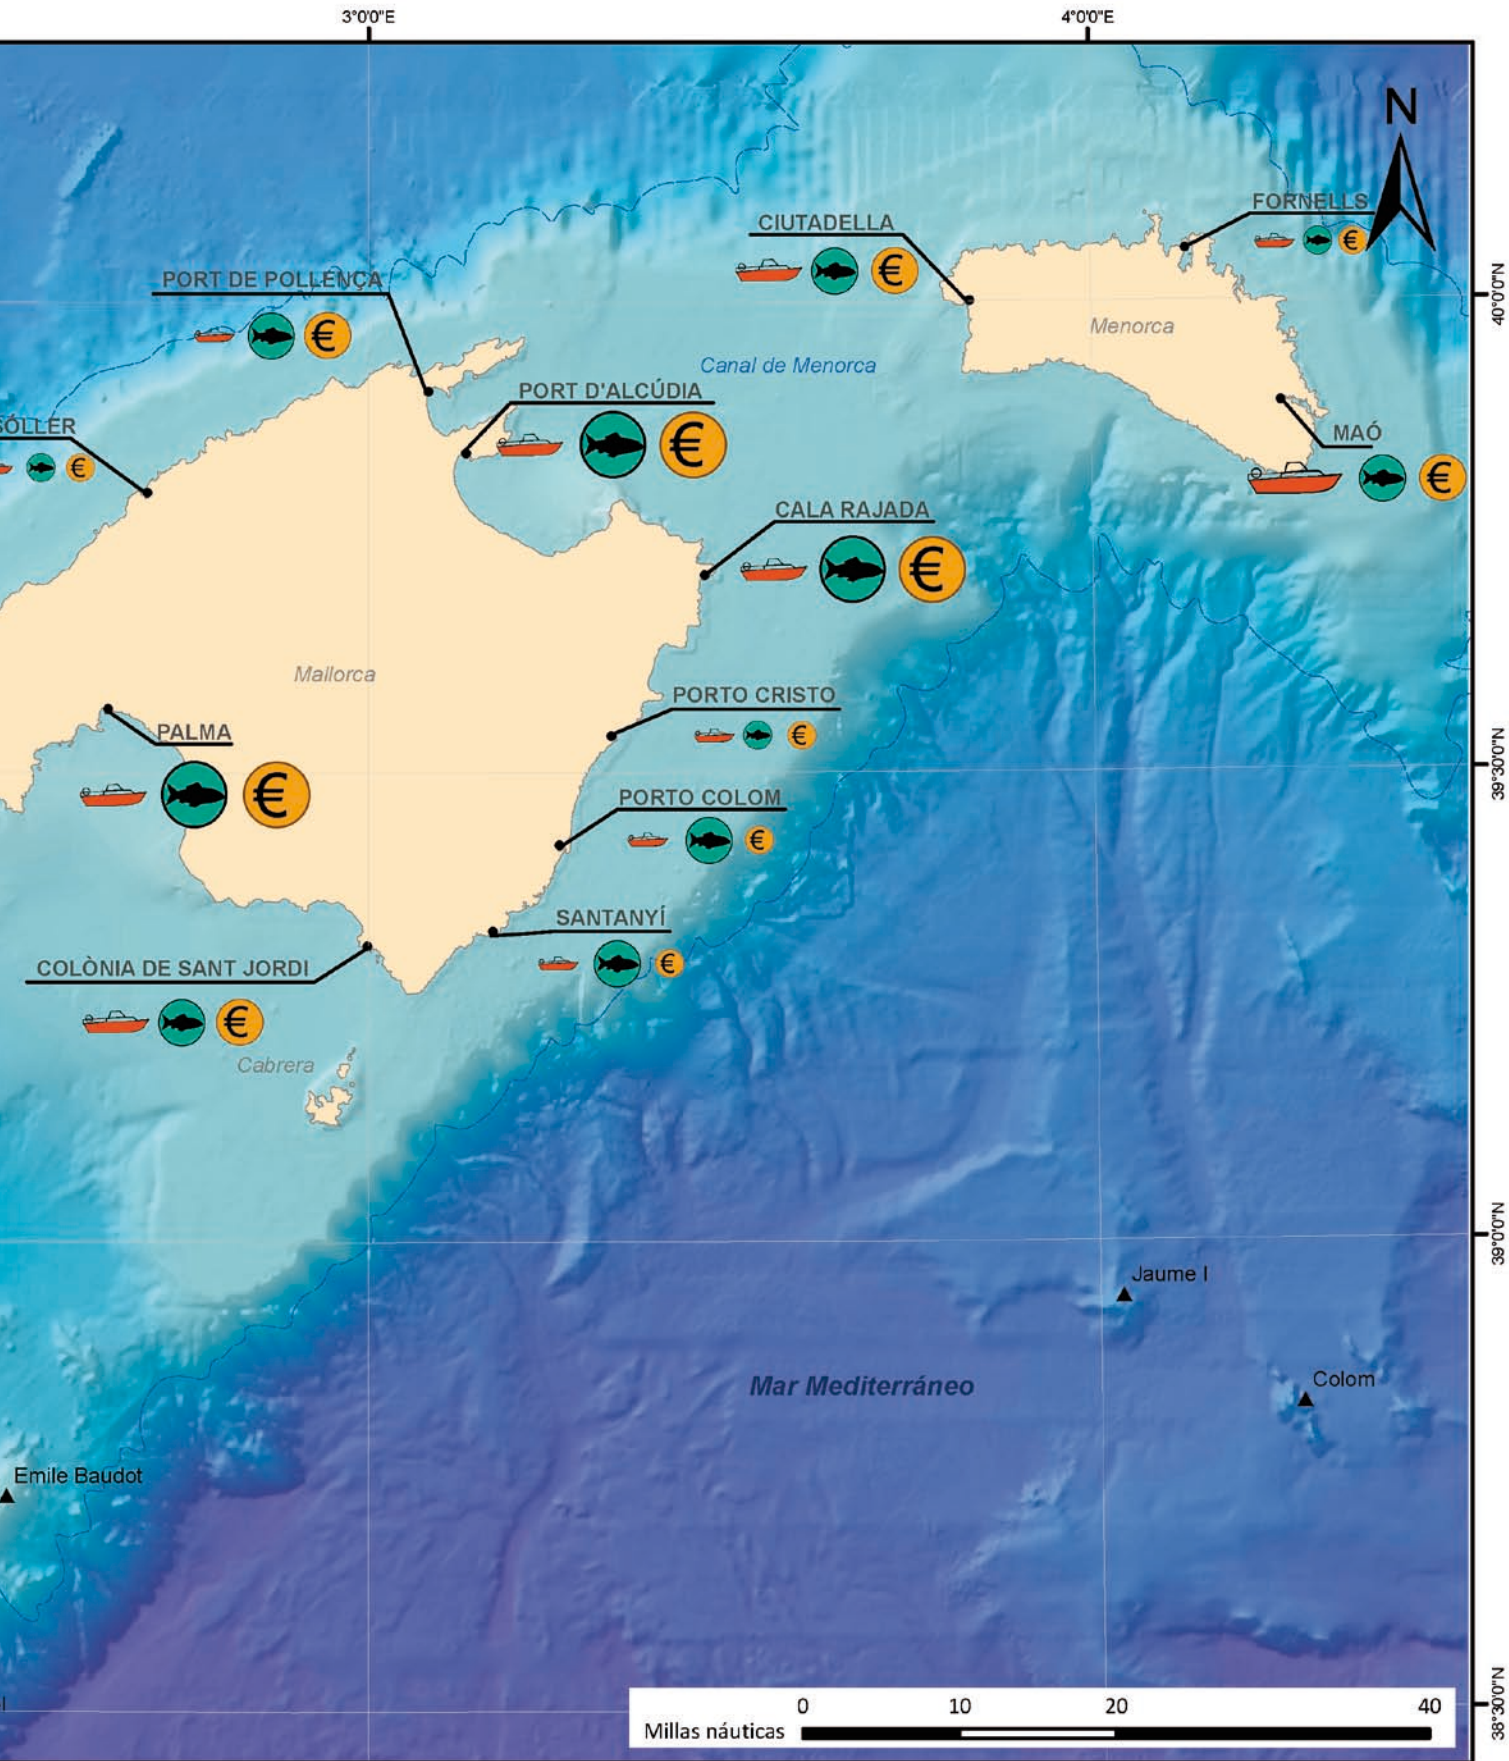 3°0'0"E
4°0'0"E
N
FORNELLS
€
CIUTADELLA
€
40°0'0"N
PORT DE POLLENÇA
€
Menorca
Canal de Menorca
PORT D'ALCÚDIA
€
SÓLLER
€
MAÓ
€
CALA RAJADA
€
Mallorca
PORTO CRISTO
€
PALMA
€
39°30'0"N
PORTO COLOM
€
SANTANYÍ
€
COLÒNIA DE SANT JORDI
€
Cabrera
39°0'0"N
Jaume I
Mar Mediterráneo
Colom
Emile Baudot
38°30'0"N
0 10 20 40
Millas náuticas